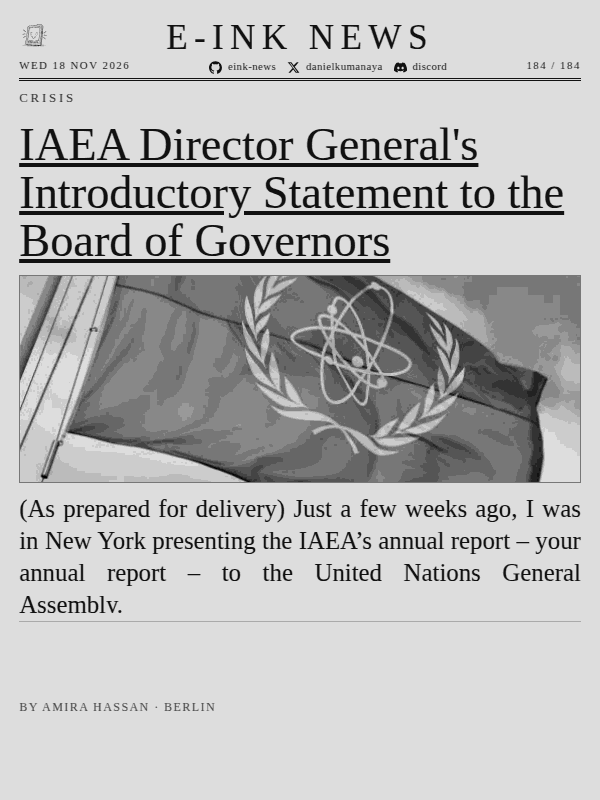 E-INK NEWS
WED 18 NOV 2026
eink-news
danielkumanaya
discord
184 / 184
CRISIS
IAEA Director General's
Introductory Statement to the
Board of Governors
(As prepared for delivery) Just a few weeks ago, I was
in New York presenting the IAEA’s annual report – your
annual report – to the United Nations General
Assembly.
BY AMIRA HASSAN · BERLIN